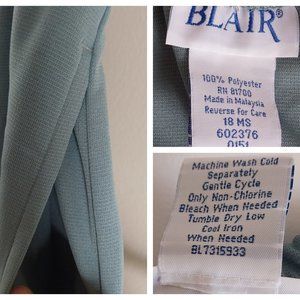 BLAIR
100% Polyester
RN 81700
Made in Malaysia
Reverse For Care
18 MS
602376
0151
Machine Wash Cold
Separately
Gentle Cycle
Only Non-Chlorine
Bleach When Needed
Tumble Dry Low
Cool Iron
When Needed
BL7315933